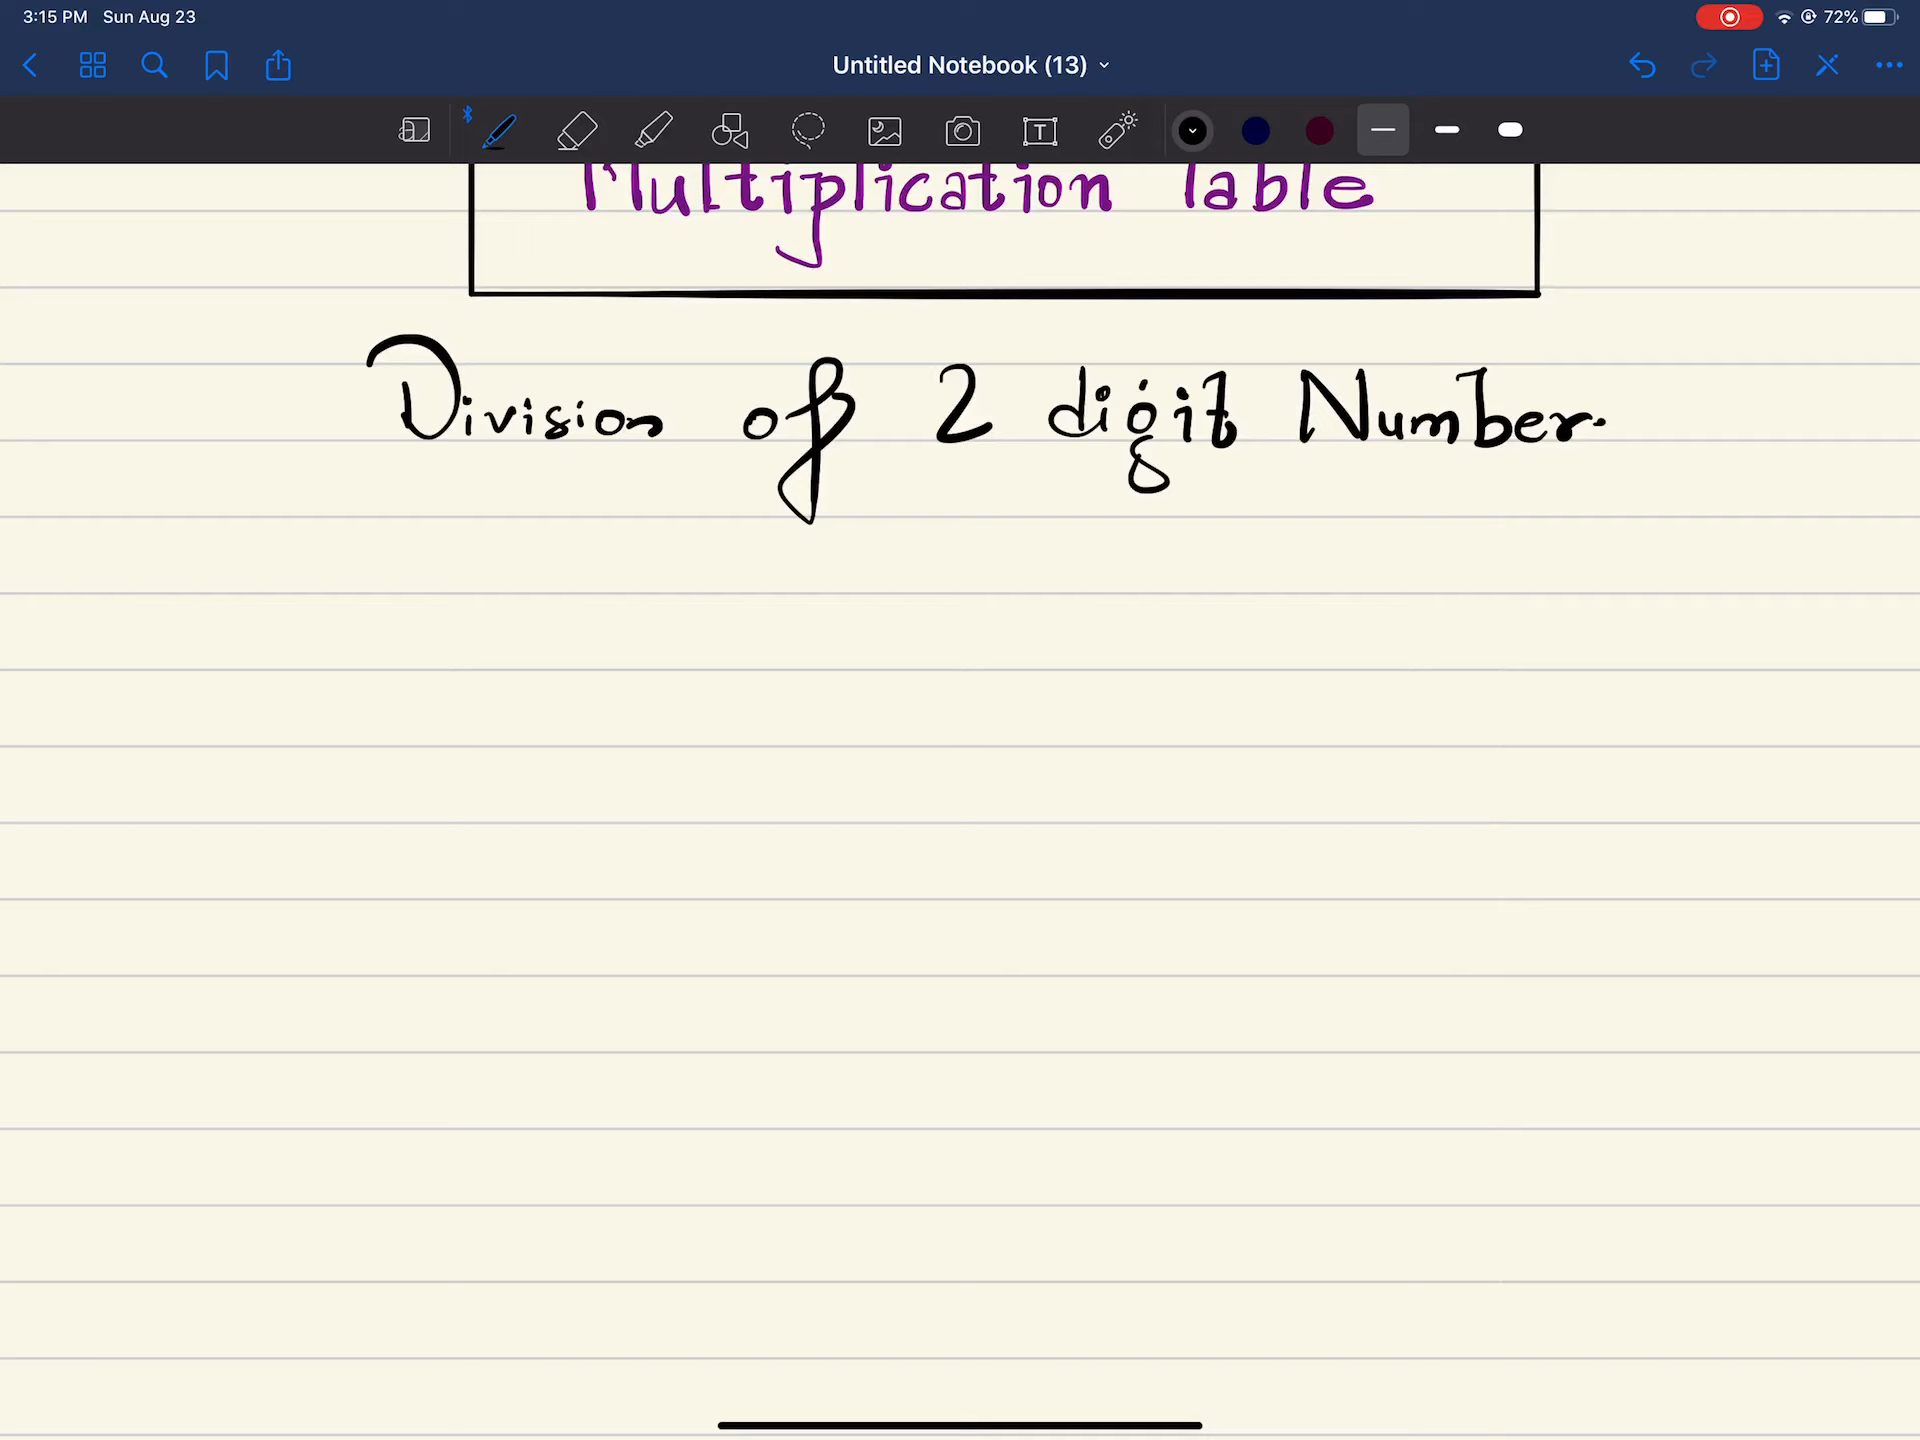 3:15 PM Sun Aug 23
72%
Untitled Notebook (13)
Multiplication Table
Division of 2 digit Number.